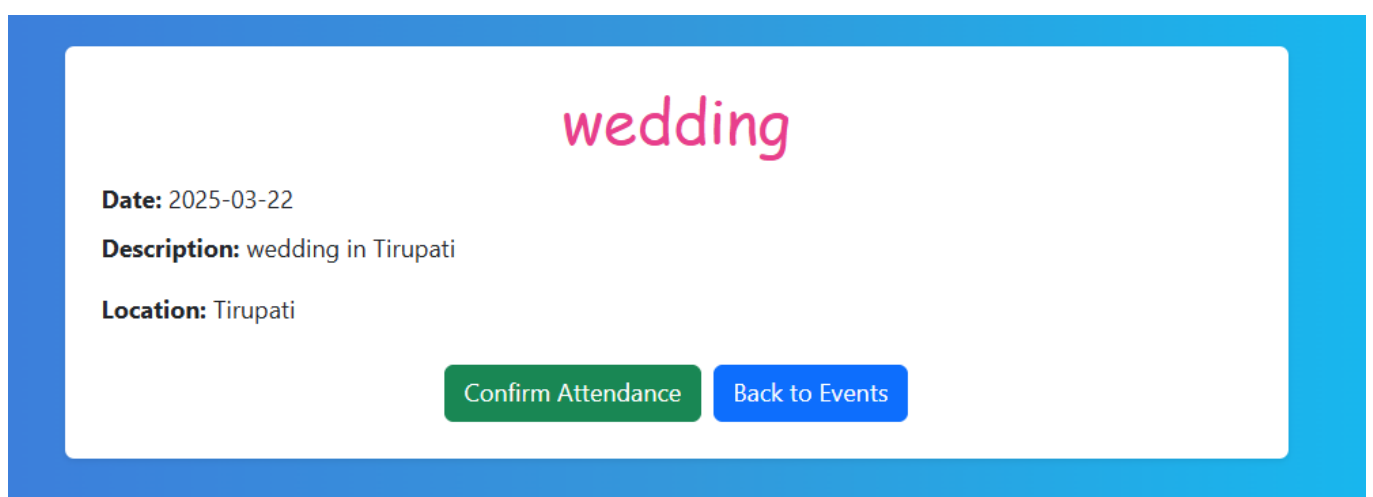 wedding
Date: 2025-03-22
Description: wedding in Tirupati
Location: Tirupati
Confirm Attendance Back to Events